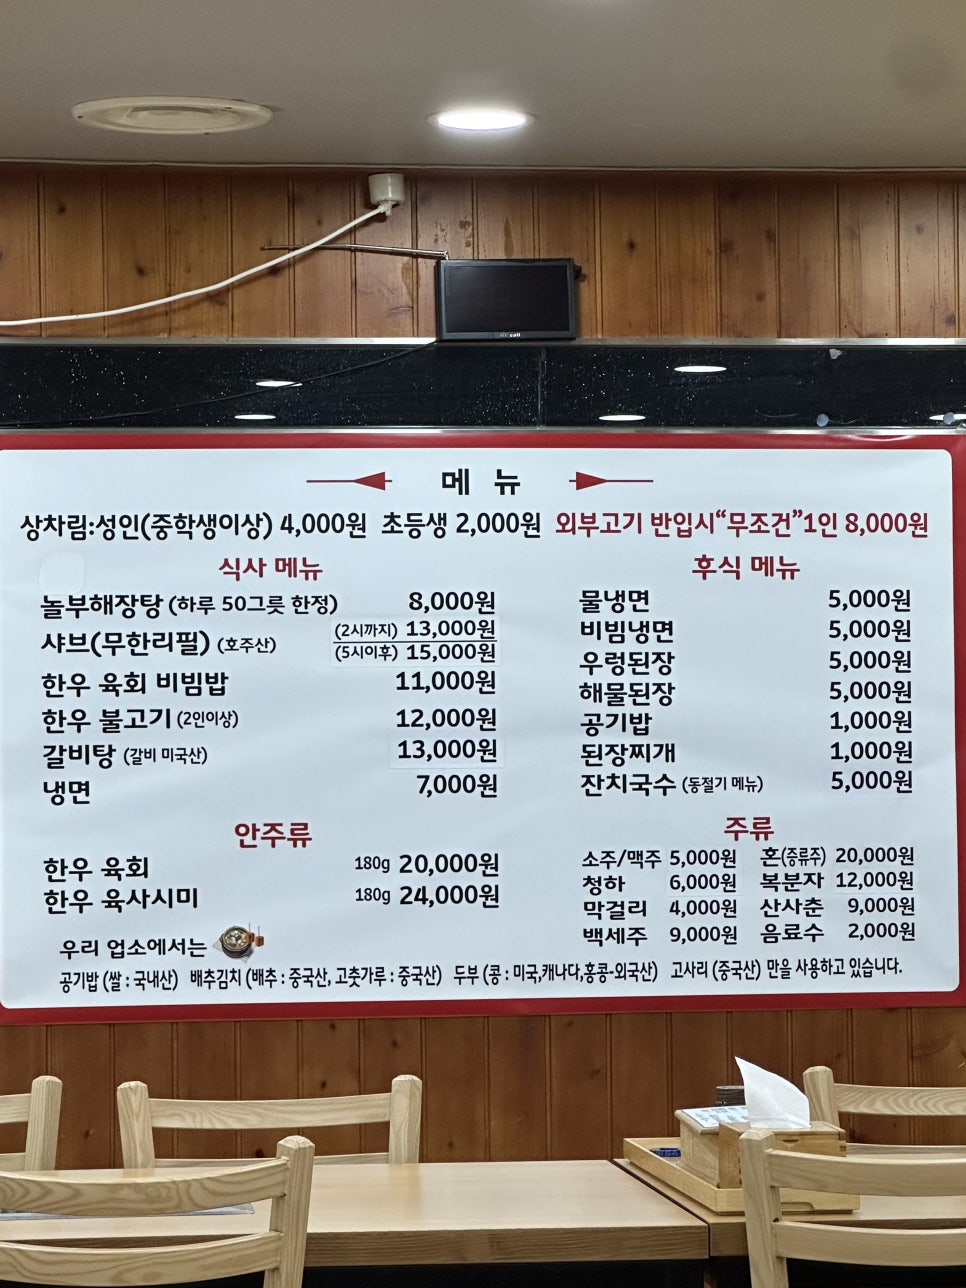 메 뉴
상차림:성인(중학생이상) 4,000원 초등생 2,000원 외부고기 반입시“무조건”1인 8,000원
식사 메뉴
놀부해장탕 (하루 50그릇 한정) 8,000원
샤브(무한리필) (호주산) (2시까지) 13,000원
(5시이후) 15,000원
한우 육회 비빔밥 11,000원
한우 불고기 (2인이상) 12,000원
갈비탕 (갈비 미국산) 13,000원
냉면 7,000원
안주류
한우 육회 180g 20,000원
한우 육사시미 180g 24,000원
후식 메뉴
물냉면 5,000원
비빔냉면 5,000원
우렁된장 5,000원
해물된장 5,000원
공기밥 1,000원
된장찌개 1,000원
잔치국수 (동절기 메뉴) 5,000원
주류
소주/맥주 5,000원 혼(증류주) 20,000원
청하 6,000원 복분자 12,000원
막걸리 4,000원 산사춘 9,000원
백세주 9,000원 음료수 2,000원
우리 업소에서는
공기밥 (쌀 : 국내산) 배추김치 (배추 : 중국산, 고춧가루 : 중국산) 두부 (콩 : 미국,캐나다,홍콩-외국산) 고사리 (중국산) 만을 사용하고 있습니다.